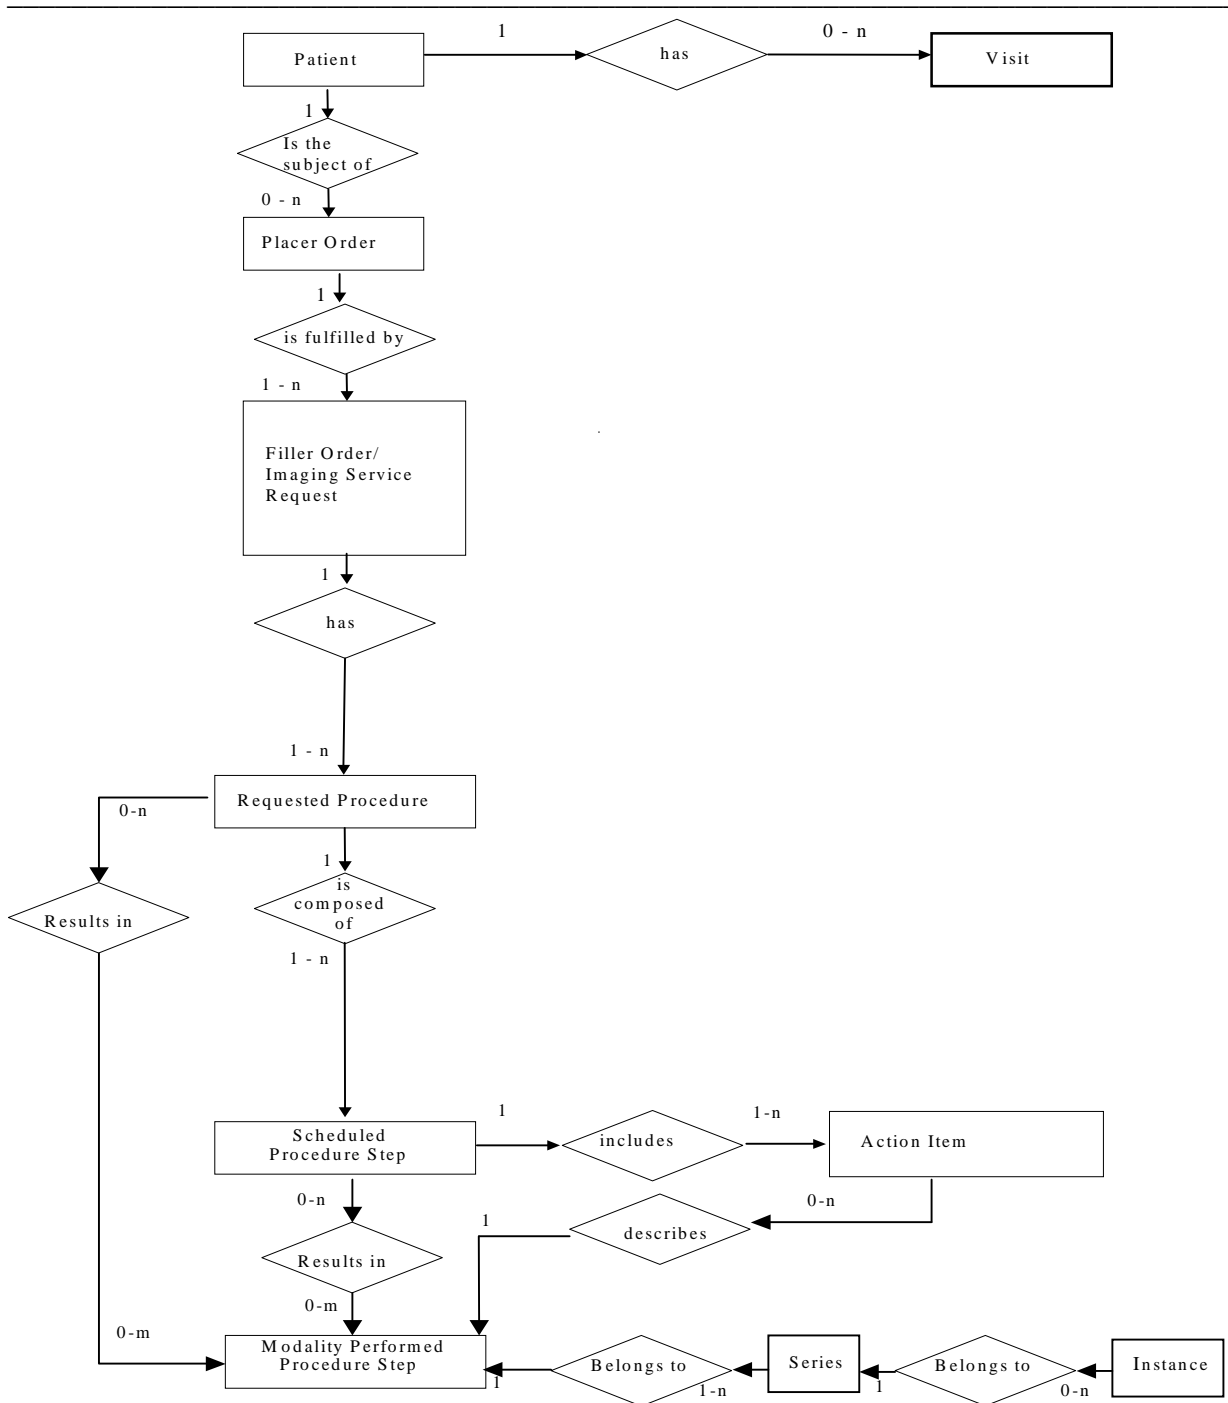 1
0 - n
Patient
has
Visit
1
Is the
subject of
0 - n
Placer Order
1
is fulfilled by
1 - n
Filler Order/
Imaging Service
Request
1
has
1 - n
Requested Procedure
0-n
1
is
composed
of
Results in
1 - n
1
1-n
Scheduled
Procedure Step
includes
Action Item
0-n
0-n
1
describes
Results in
0-m
0-m
Modality Performed
Procedure Step
1
Belongs to
1-n
Series
1
Belongs to
0-n
Instance